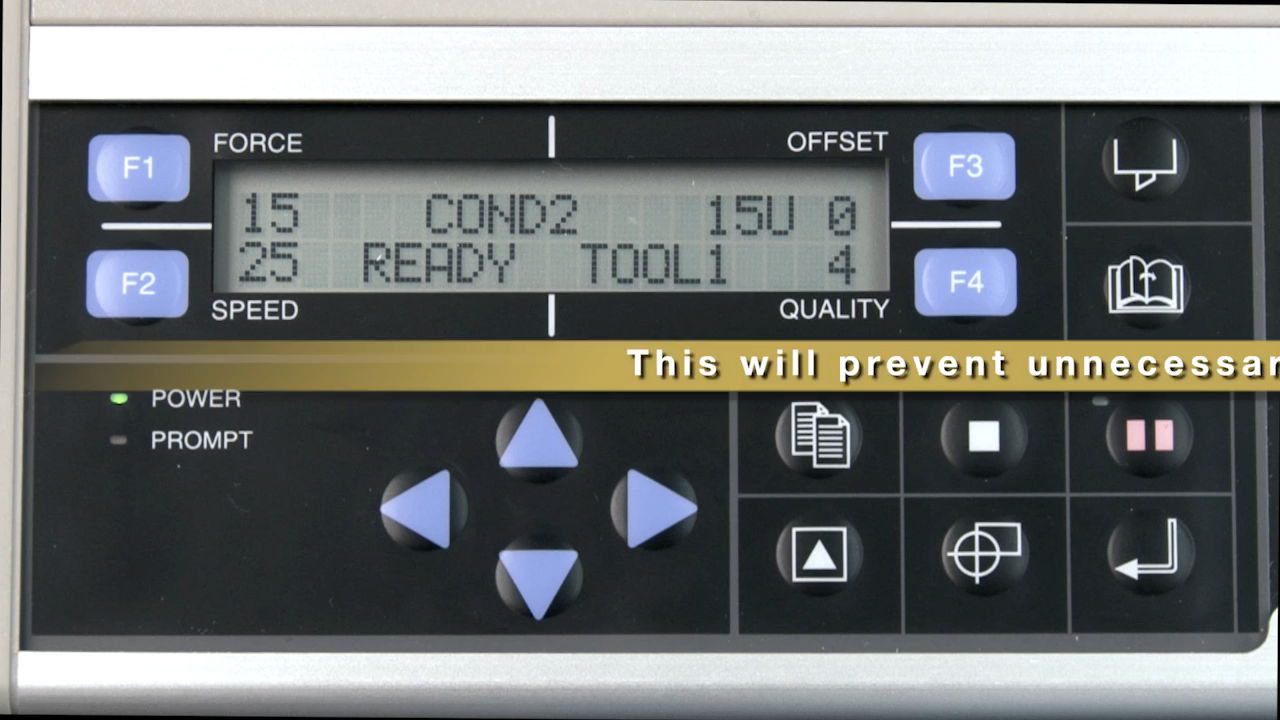 F1 FORCE OFFSET F3
15 COND2 15U 0
25 READY TOOL1 4
F2 SPEED QUALITY F4
This will prevent
POWER
PROMPT